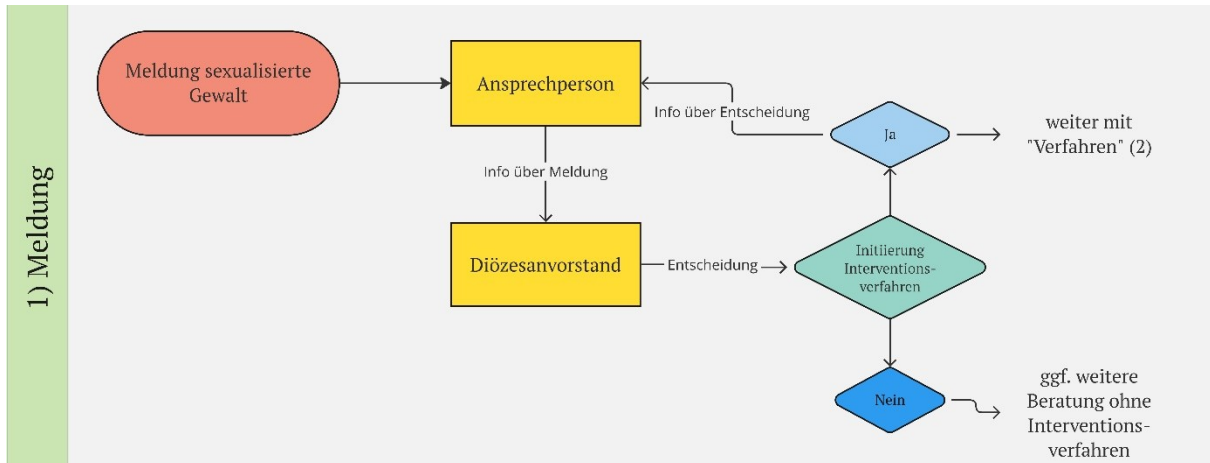 1) Meldung
Meldung sexualisierte
Gewalt
Ansprechperson
Info über Entscheidung
Ja
weiter mit
"Verfahren" (2)
Info über Meldung
Diözesanvorstand
Entscheidung
Initiierung
Interventions-
verfahren
Nein
ggf. weitere
Beratung ohne
Interventions-
verfahren